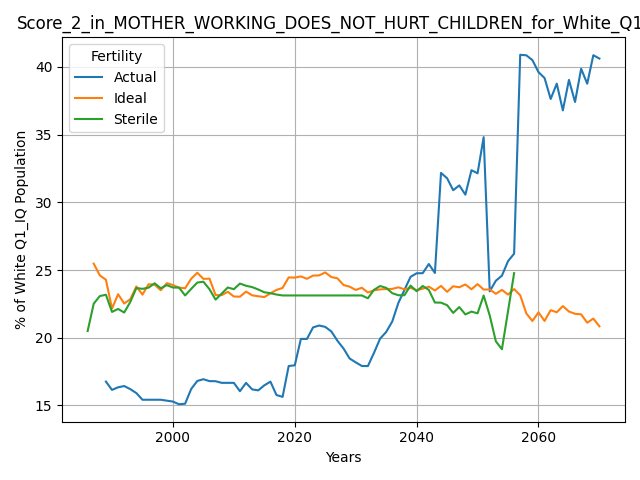 Score_2_in_MOTHER_WORKING_DOES_NOT_HURT_CHILDREN_for_White_Q1
Fertility
Actual
Ideal
Sterile
% of White Q1_IQ Population
40
35
30
25
20
15
2000
2020
2040
2060
Years